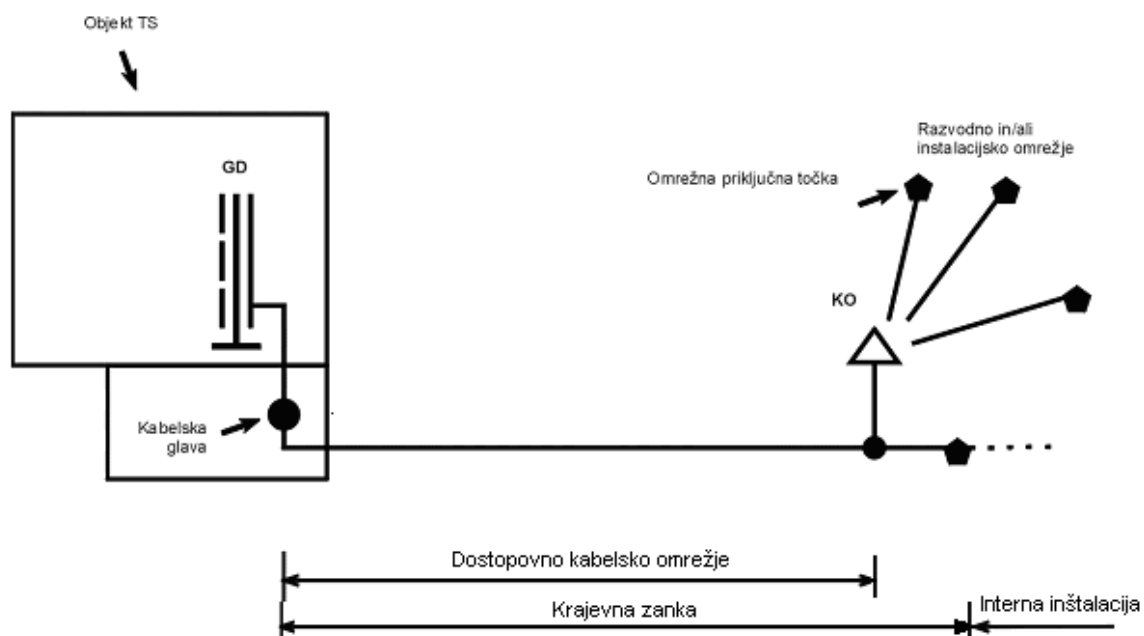 Objekt TS
GD
Razvodno in/ali
instalacijsko omrežje
Omrežna priključna točka
KO
Kabelska
glava
Dostopovno kabelsko omrežje
Krajevna zanka
Interna inštalacija